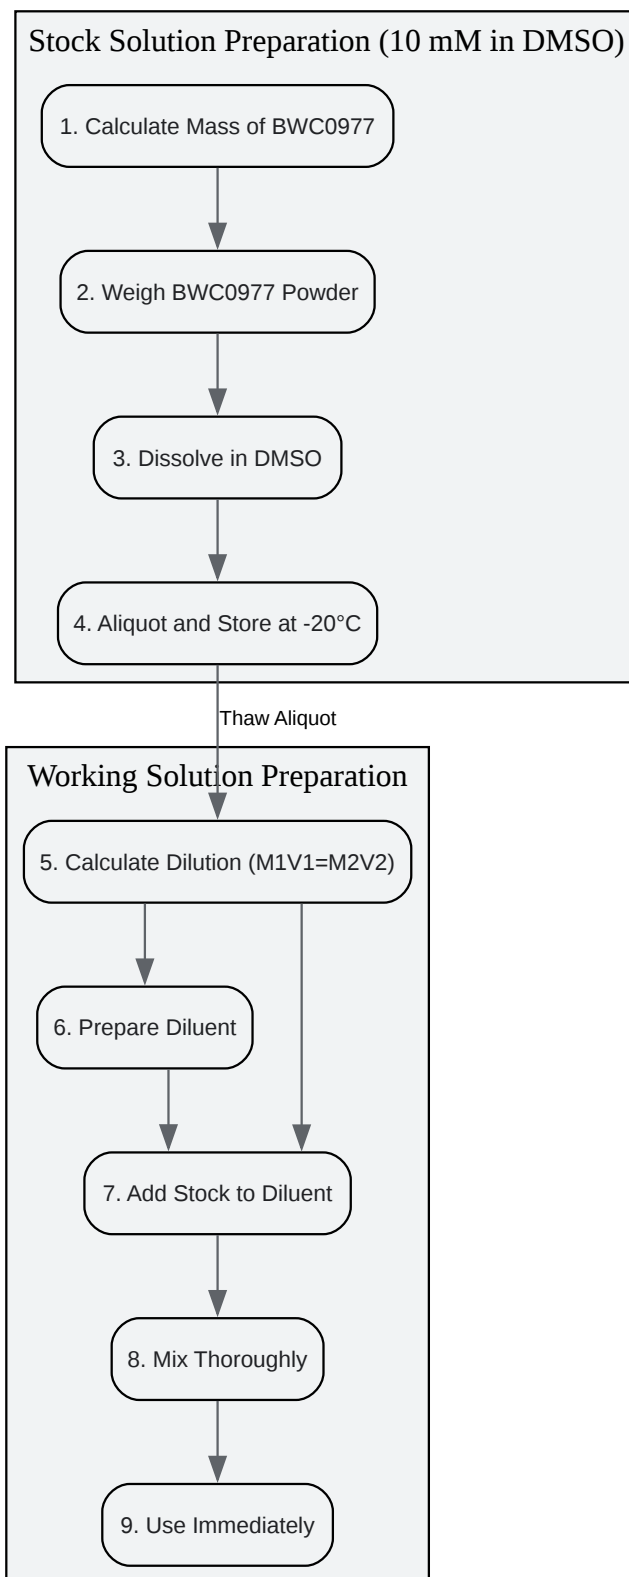 Stock Solution Preparation (10 mM in DMSO)
1. Calculate Mass of BWC0977
2. Weigh BWC0977 Powder
3. Dissolve in DMSO
4. Aliquot and Store at -20°C
Thaw Aliquot
Working Solution Preparation
5. Calculate Dilution (M1V1=M2V2)
6. Prepare Diluent
7. Add Stock to Diluent
8. Mix Thoroughly
9. Use Immediately